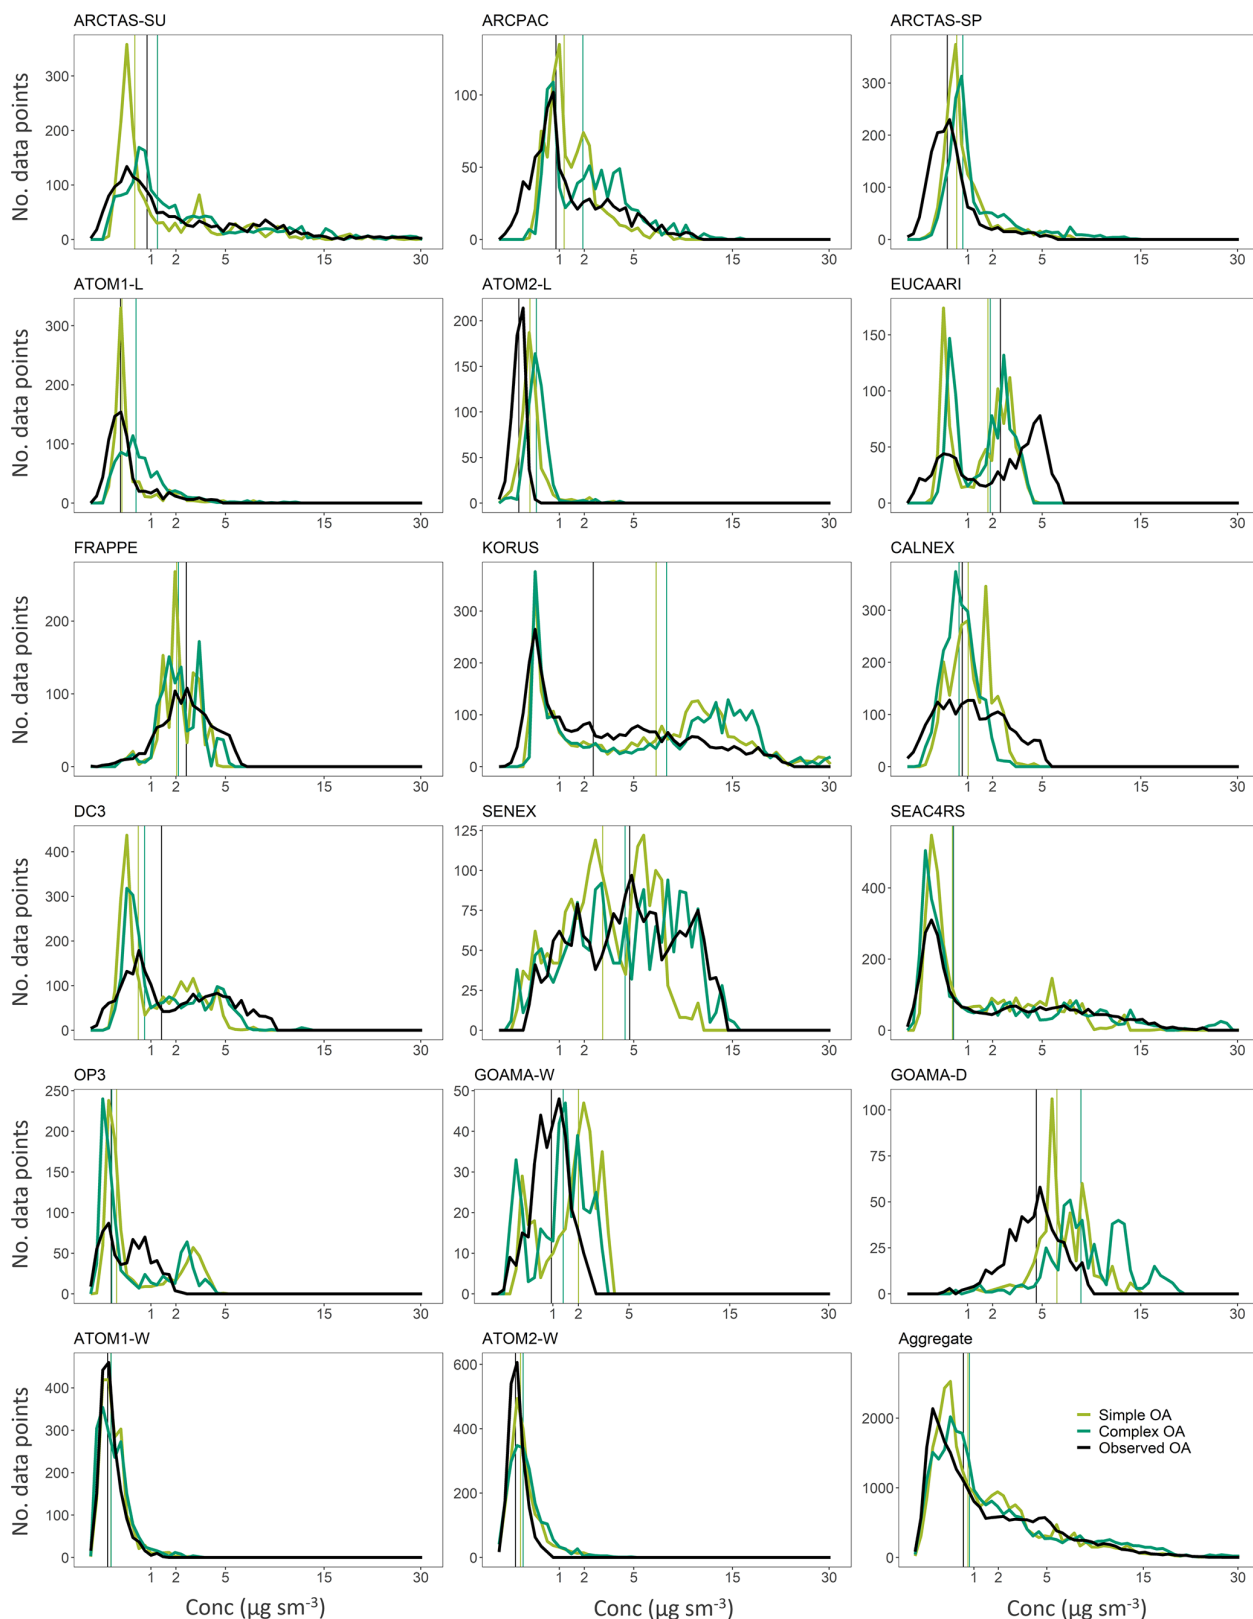 ARCTAS-SU
ARCPAC
ARCTAS-SP
No. data points
300
200
100
0
1 2 5 15 30
100
50
0
1 2 5 15 30
300
200
100
0
1 2 5 15 30
ATOM1-L
ATOM2-L
EUCAARI
No. data points
300
200
100
0
1 2 5 15 30
200
150
100
50
0
1 2 5 15 30
150
100
50
0
1 2 5 15 30
FRAPPE
KORUS
CALNEX
No. data points
200
100
0
1 2 5 15 30
300
200
100
0
1 2 5 15 30
300
200
100
0
1 2 5 15 30
DC3
SENEX
SEAC4RS
No. data points
400
300
200
100
0
1 2 5 15 30
125
100
75
50
25
0
1 2 5 15 30
400
200
0
1 2 5 15 30
OP3
GOAMA-W
GOAMA-D
No. data points
250
200
150
100
50
0
1 2 5 15 30
50
40
30
20
10
0
1 2 5 15 30
100
75
50
25
0
1 2 5 15 30
ATOM1-W
ATOM2-W
Aggregate
No. data points
400
300
200
100
0
1 2 5 15 30
600
400
200
0
1 2 5 15 30
2000
1000
0
1 2 5 15 30
Simple OA
Complex OA
Observed OA
Conc (μg sm⁻³)
Conc (μg sm⁻³)
Conc (μg sm⁻³)